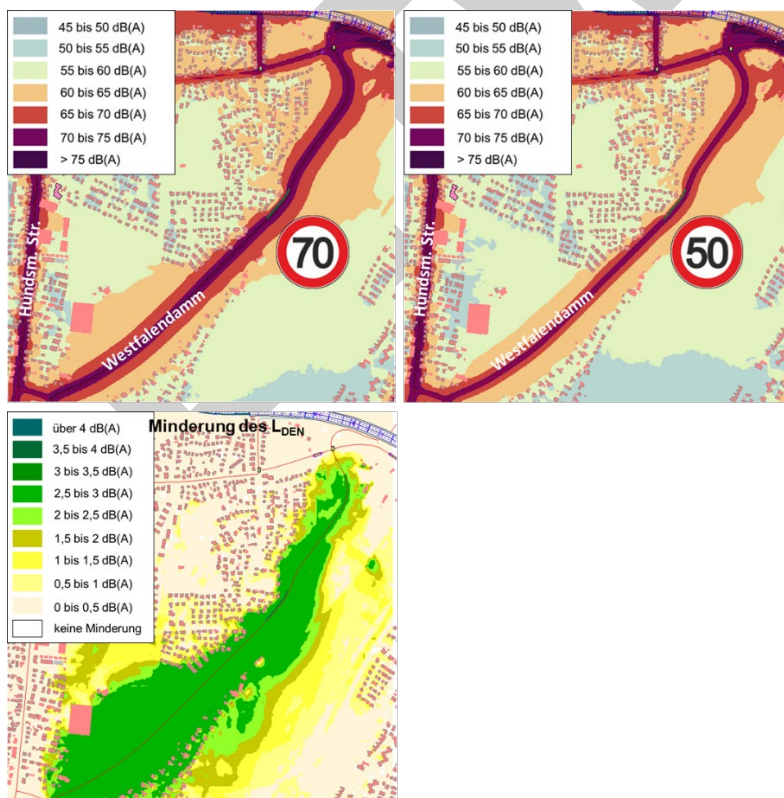 45 bis 50 dB(A)
50 bis 55 dB(A)
55 bis 60 dB(A)
60 bis 65 dB(A)
65 bis 70 dB(A)
70 bis 75 dB(A)
> 75 dB(A)
Hundsm. Str.
Westfalendamm
70
45 bis 50 dB(A)
50 bis 55 dB(A)
55 bis 60 dB(A)
60 bis 65 dB(A)
65 bis 70 dB(A)
70 bis 75 dB(A)
> 75 dB(A)
Hundsm. Str.
Westfalendamm
50
Minderung des L_DEN
über 4 dB(A)
3,5 bis 4 dB(A)
3 bis 3,5 dB(A)
2,5 bis 3 dB(A)
2 bis 2,5 dB(A)
1,5 bis 2 dB(A)
1 bis 1,5 dB(A)
0,5 bis 1 dB(A)
0 bis 0,5 dB(A)
keine Minderung